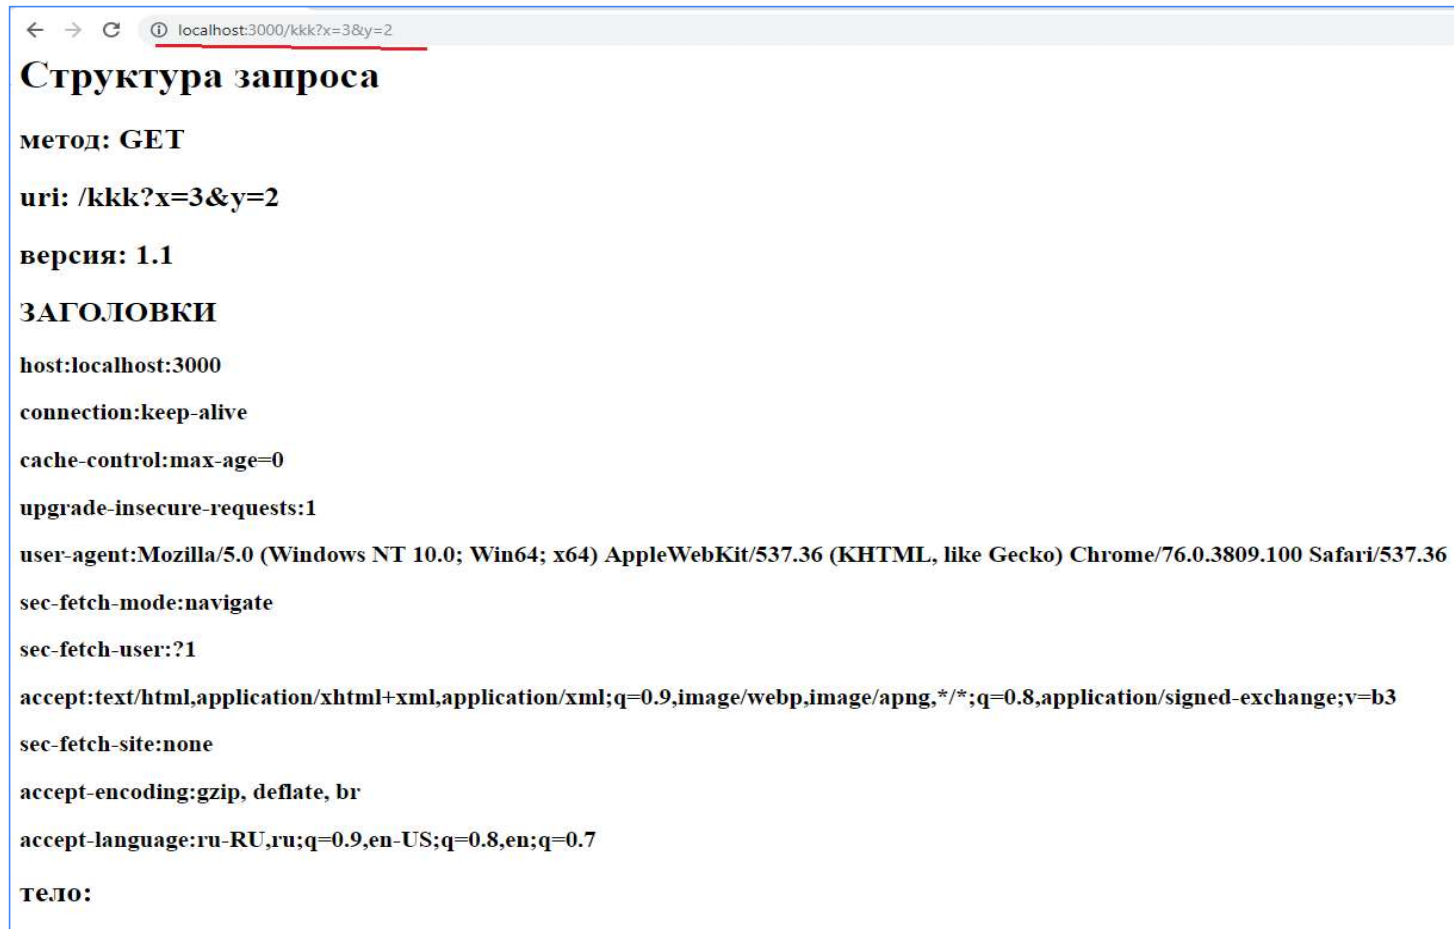 localhost:3000/kkk?x=3&y=2
Структура запроса
метод: GET
uri: /kkk?x=3&y=2
версия: 1.1
ЗАГОЛОВКИ
host:localhost:3000
connection:keep-alive
cache-control:max-age=0
upgrade-insecure-requests:1
user-agent:Mozilla/5.0 (Windows NT 10.0; Win64; x64) AppleWebKit/537.36 (KHTML, like Gecko) Chrome/76.0.3809.100 Safari/537.36
sec-fetch-mode:navigate
sec-fetch-user:?1
accept:text/html,application/xhtml+xml,application/xml;q=0.9,image/webp,image/apng,*/*;q=0.8,application/signed-exchange;v=b3
sec-fetch-site:none
accept-encoding:gzip, deflate, br
accept-language:ru-RU,ru;q=0.9,en-US;q=0.8,en;q=0.7
тело: